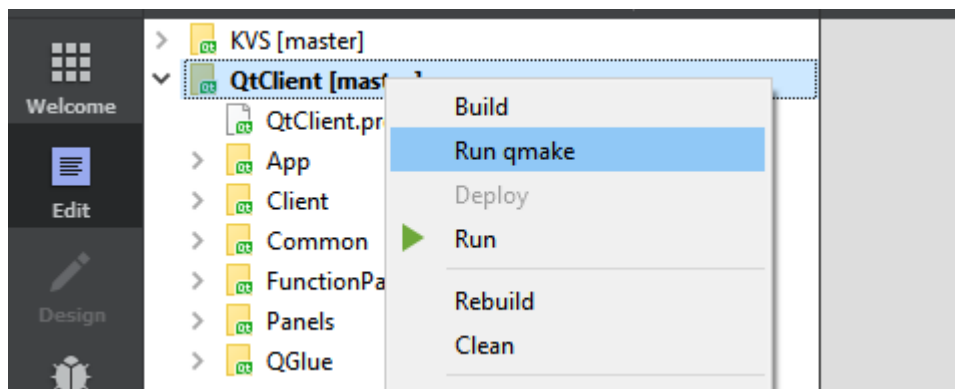 KVS [master]
QtClient [mast
QtClient.pr
App
Client
Common
FunctionPa
Panels
QGlue
Welcome
Edit
Design
Build
Run qmake
Deploy
Run
Rebuild
Clean